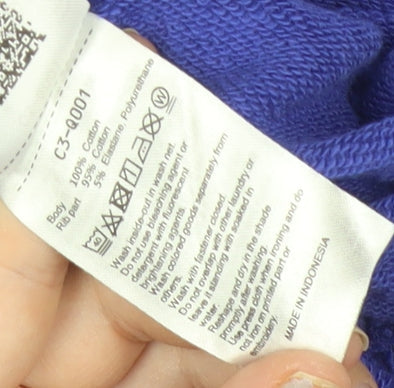 C3-Q001
Body 100% Cotton
Rib part 95% Cotton
5% Elastane, Polyurethane
Wash inside-out in wash net.
Do not use bleaching agent or
detergent with fluorescent
brightening agents.
Wash colored goods separately from
others.
Wash with fastener closed
Do not overlap with other laundry or
leave it standing with soaked in
water
Reshape and dry in the shade
promptly after washing
Use press cloth when ironing and do
not iron on printed part or
embroidery.
MADE IN INDONESIA